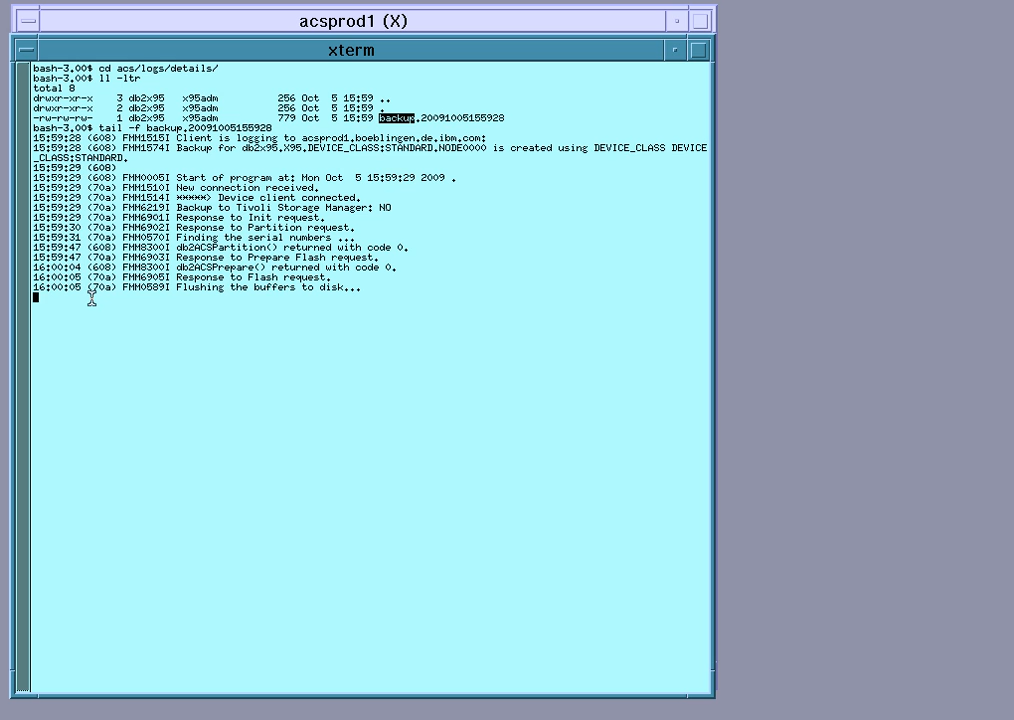 acsprod1 (X)
xterm
bash-3.00$ cd acs/logs/details/
bash-3.00$ ll -ltr
total 8
drwxr-xr-x    3 db2x95   x95adm          256 Oct  5 15:59 ..
drwxr-xr-x    2 db2x95   x95adm          256 Oct  5 15:59 .
-rw-rw-rw-    1 db2x95   x95adm          779 Oct  5 15:59 backup.20091005155928
bash-3.00$ tail -f backup.20091005155928
15:59:28 (608) FMM1515I Client is logging to acsprod1.boeblingen.de.ibm.com:
15:59:28 (608) FMM1574I Backup for db2x95.X95.DEVICE_CLASS:STANDARD.NODE0000 is created using DEVICE_CLASS DEVICE
_CLASS:STANDARD.
15:59:29 (608)
15:59:29 (608) FMM0005I Start of program at: Mon Oct  5 15:59:29 2009 .
15:59:29 (70a) FMM1510I New connection received.
15:59:29 (70a) FMM1514I *****> Device client connected.
15:59:29 (70a) FMM6219I Backup to Tivoli Storage Manager: NO
15:59:29 (70a) FMM6901I Response to Init request.
15:59:30 (70a) FMM6902I Response to Partition request.
15:59:31 (70a) FMM0570I Finding the serial numbers ...
15:59:47 (608) FMM8300I db2ACSPartition() returned with code 0.
15:59:47 (70a) FMM6903I Response to Prepare Flash request.
16:00:04 (608) FMM8300I db2ACSPrepare() returned with code 0.
16:00:05 (70a) FMM6905I Response to Flash request.
16:00:05 (70a) FMM0589I Flushing the buffers to disk...